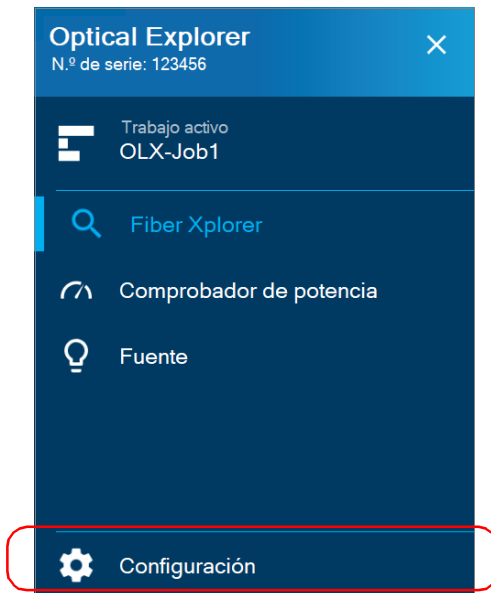 Optical Explorer
N.º de serie: 123456
Trabajo activo
OLX-Job1
Fiber Xplorer
Comprobador de potencia
Fuente
Configuración